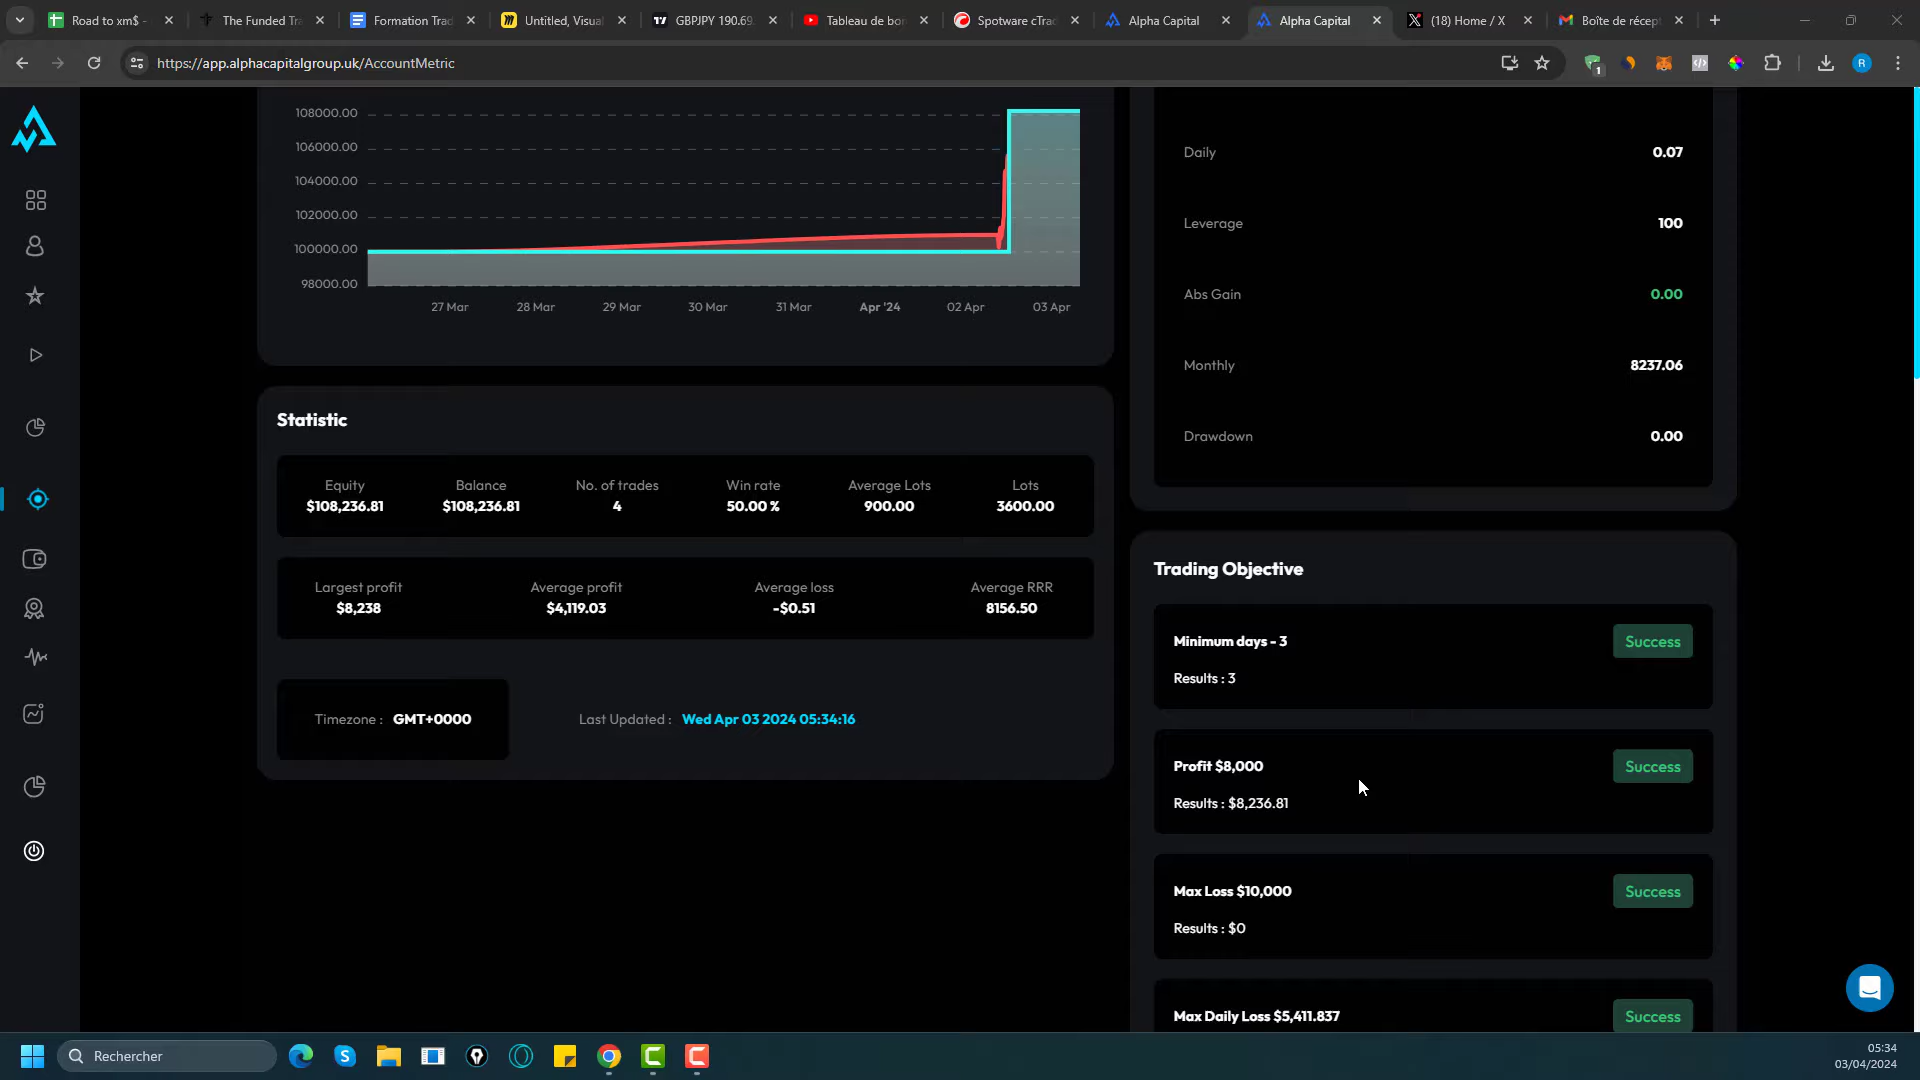 Road to xm$ -
The Funded Tra
Formation Trad
Untitled, Visual
GBPJPY 190.69
Tableau de bor
Spotware cTrad
Alpha Capital
Alpha Capital
(18) Home / X
Boîte de récept
https://app.alphacapitalgroup.uk/AccountMetric
1
R
108000.00
106000.00
104000.00
102000.00
100000.00
98000.00
27 Mar 28 Mar 29 Mar 30 Mar 31 Mar Apr '24 02 Apr 03 Apr
Statistic
Equity Balance No. of trades Win rate Average Lots Lots
$108,236.81 $108,236.81 4 50.00 % 900.00 3600.00
Largest profit Average profit Average loss Average RRR
$8,238 $4,119.03 -$0.51 8156.50
Timezone : GMT+0000 Last Updated : Wed Apr 03 2024 05:34:16
Daily 0.07
Leverage 100
Abs Gain 0.00
Monthly 8237.06
Drawdown 0.00
Trading Objective
Minimum days - 3 Success
Results : 3
Profit $8,000 Success
Results : $8,236.81
Max Loss $10,000 Success
Results : $0
Max Daily Loss $5,411.837 Success
Rechercher
05:34
03/04/2024